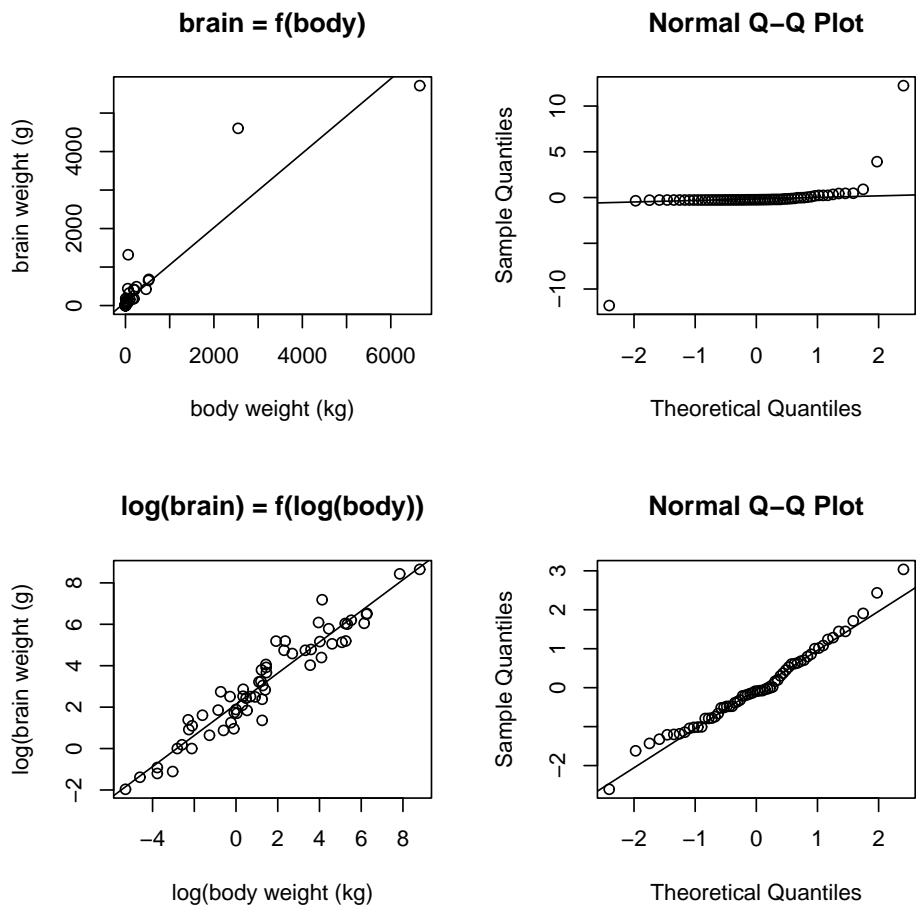 brain = f(body)
brain weight (g)
0 2000 4000
0 2000 4000 6000
body weight (kg)
Normal Q−Q Plot
Sample Quantiles
−10 0 5 10
−2 −1 0 1 2
Theoretical Quantiles
log(brain) = f(log(body))
log(brain weight (g)
−2 0 2 4 6 8
−4 0 2 4 6 8
log(body weight (kg)
Normal Q−Q Plot
Sample Quantiles
−2 0 1 2 3
−2 −1 0 1 2
Theoretical Quantiles